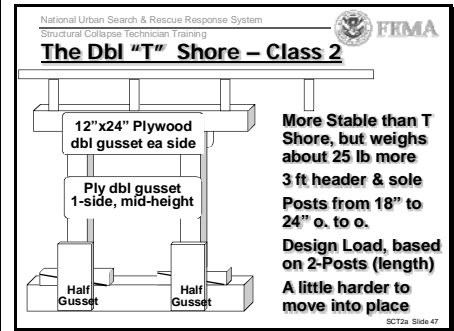 National Urban Search & Rescue Response System
Structural Collapse Technician Training
FEMA
The Dbl “T” Shore – Class 2
12”x24” Plywood
dbl gusset ea side
Ply dbl gusset
1-side, mid-height
Half
Gusset
Half
Gusset
More Stable than T
Shore, but weighs
about 25 lb more
3 ft header & sole
Posts from 18” to
24” o. to o.
Design Load, based
on 2-Posts (length)
A little harder to
move into place
SCT2a Slide 47